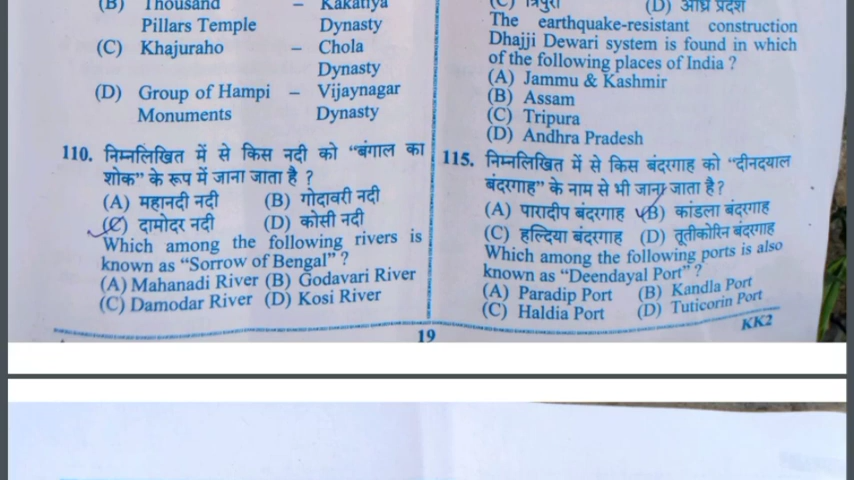 (B) Thousand – Kakatiya
Pillars Temple Dynasty
(C) Khajuraho – Chola
Dynasty
(D) Group of Hampi – Vijaynagar
Monuments Dynasty
110. निम्नलिखित में से किस नदी को “बंगाल का
शोक” के रूप में जाना जाता है ?
(A) महानदी नदी (B) गोदावरी नदी
(C) दामोदर नदी (D) कोसी नदी
Which among the following rivers is
known as “Sorrow of Bengal” ?
(A) Mahanadi River (B) Godavari River
(C) Damodar River (D) Kosi River
(C) त्रिपुरा (D) आंध्र प्रदेश
The earthquake-resistant construction
Dhajji Dewari system is found in which
of the following places of India ?
(A) Jammu & Kashmir
(B) Assam
(C) Tripura
(D) Andhra Pradesh
115. निम्नलिखित में से किस बंदरगाह को “दीनदयाल
बंदरगाह” के नाम से भी जाना जाता है?
(A) पारादीप बंदरगाह (B) कांडला बंदरगाह
(C) हल्दिया बंदरगाह (D) तूतीकोरिन बंदरगाह
Which among the following ports is also
known as “Deendayal Port” ?
(A) Paradip Port (B) Kandla Port
(C) Haldia Port (D) Tuticorin Port
19
KK2